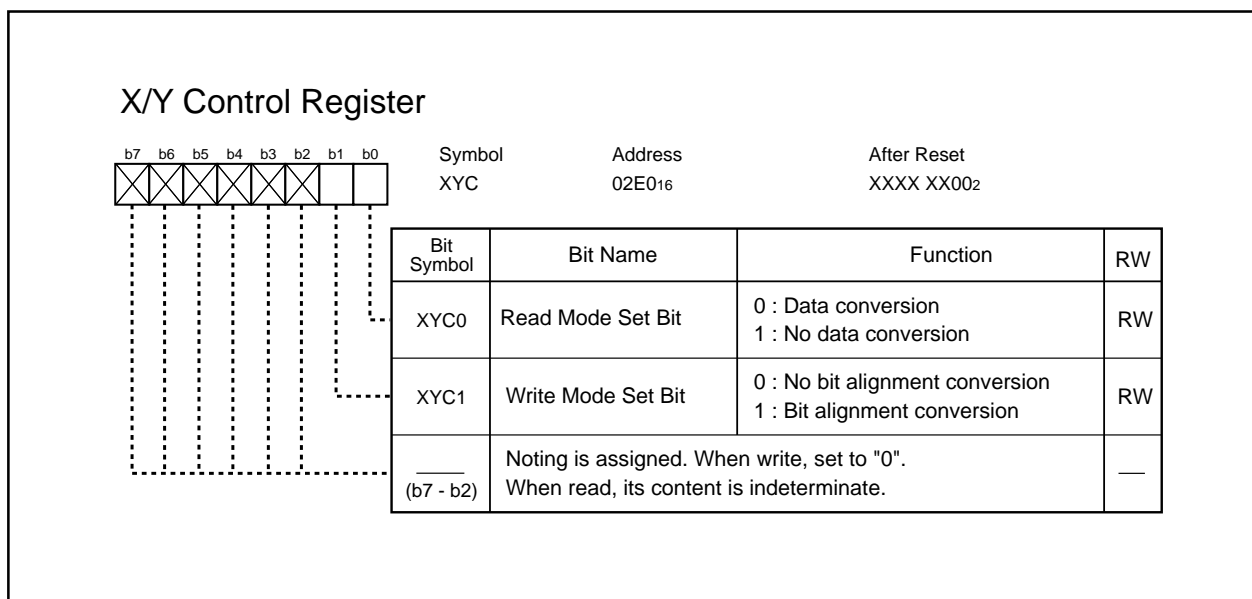 X/Y Control Register
b7 b6 b5 b4 b3 b2 b1 b0
Symbol Address After Reset
XYC 02E016 XXXX XX002
Bit Symbol Bit Name Function RW
XYC0 Read Mode Set Bit 0 : Data conversion RW
1 : No data conversion
XYC1 Write Mode Set Bit 0 : No bit alignment conversion RW
1 : Bit alignment conversion
(b7 - b2) Noting is assigned. When write, set to "0".
When read, its content is indeterminate.